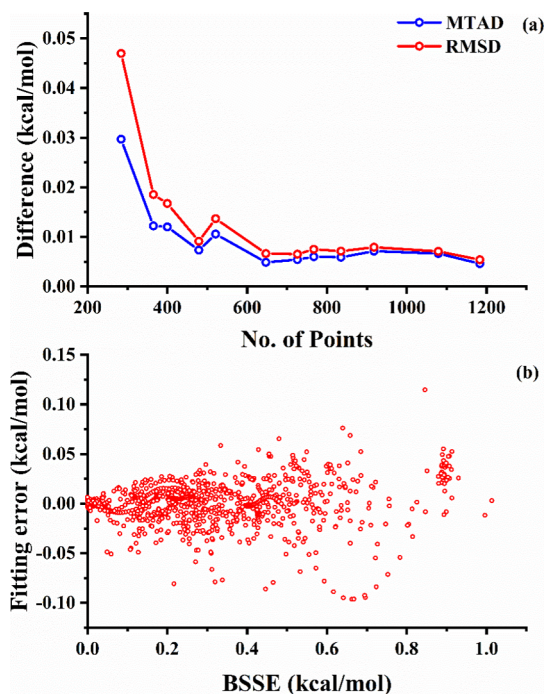 MTAD (a)
RMSD
0.05
0.04
0.03
0.02
0.01
0.00
Difference (kcal/mol)
200 400 600 800 1000 1200
No. of Points
0.15
0.10
0.05
0.00
-0.05
-0.10
Fitting error (kcal/mol)
(b)
0.0 0.2 0.4 0.6 0.8 1.0
BSSE (kcal/mol)